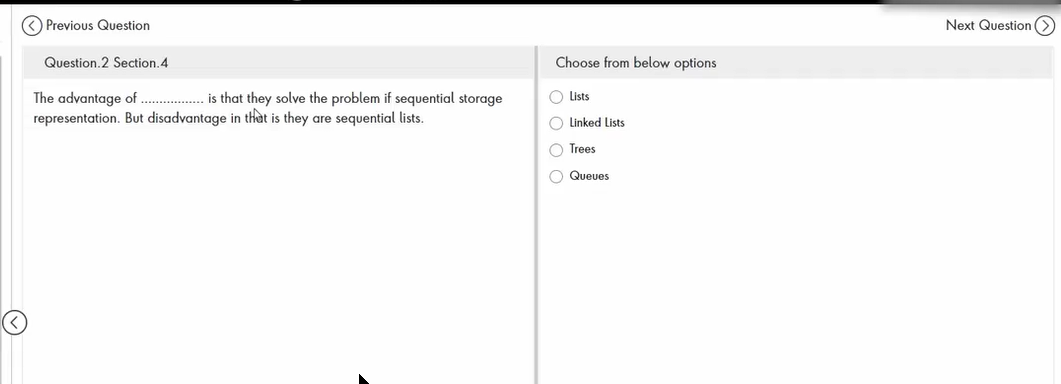 Previous Question
Next Question
Question.2 Section.4
The advantage of ................ is that they solve the problem if sequential storage
representation. But disadvantage in that is they are sequential lists.
Choose from below options
Lists
Linked Lists
Trees
Queues